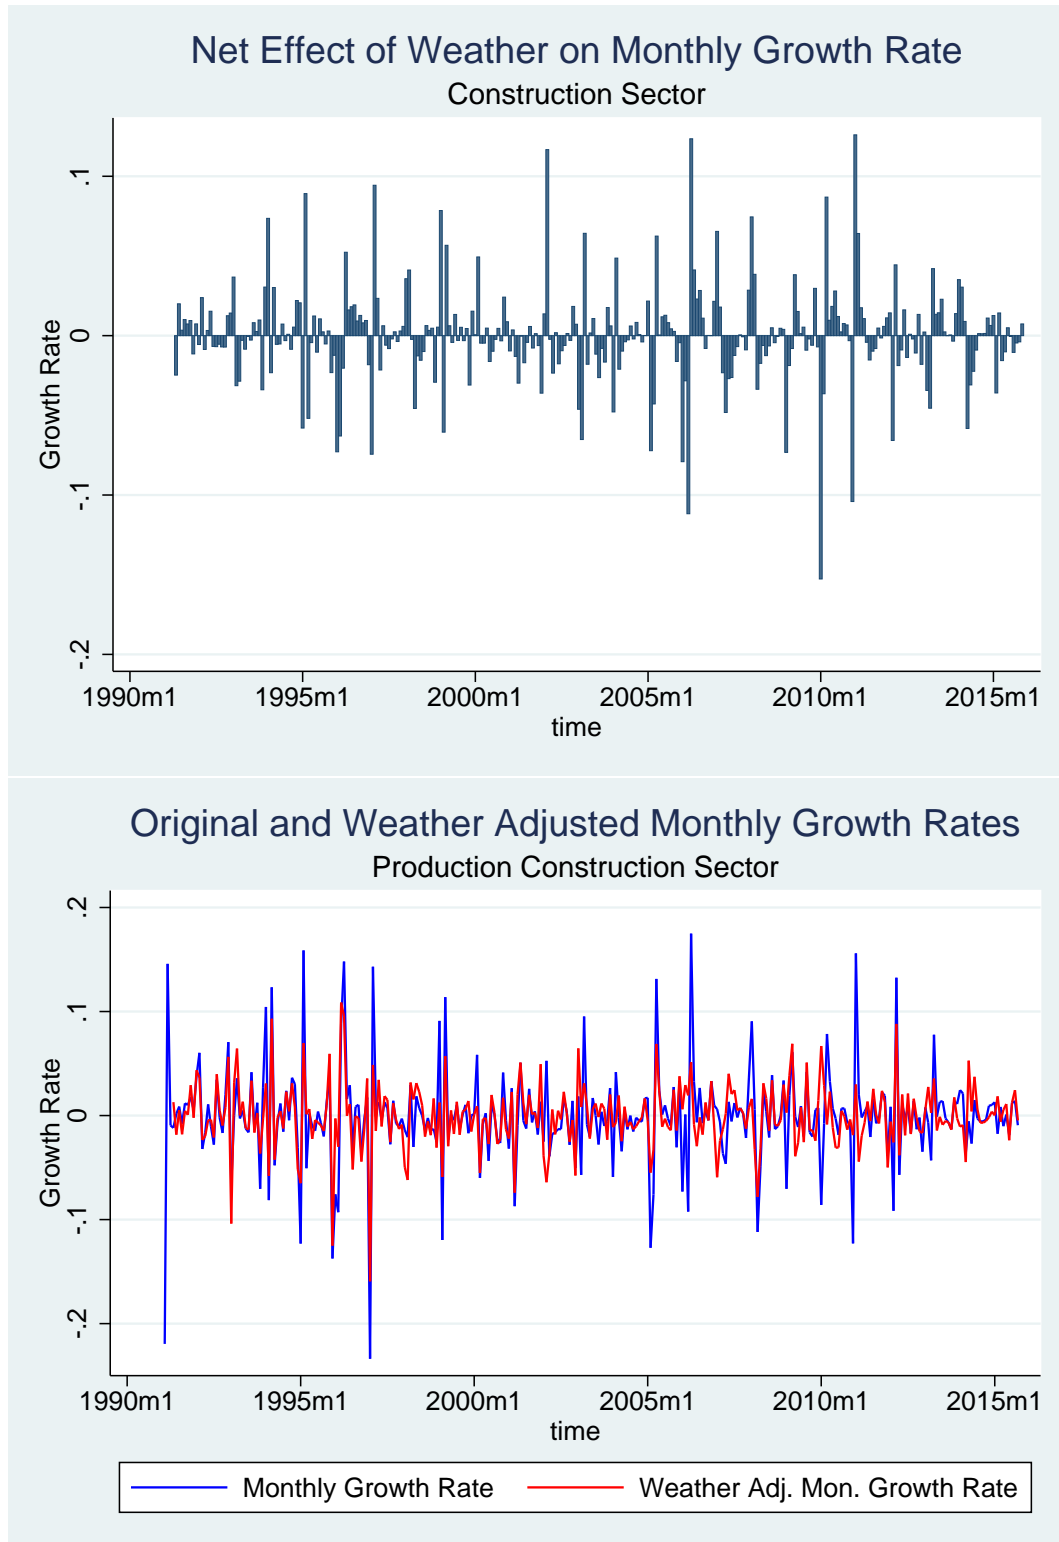 Net Effect of Weather on Monthly Growth Rate
Construction Sector
Growth Rate
.1
0
-.1
-.2
1990m1 1995m1 2000m1 2005m1 2010m1 2015m1
time
Original and Weather Adjusted Monthly Growth Rates
Production Construction Sector
Growth Rate
.2
.1
0
-.1
-.2
1990m1 1995m1 2000m1 2005m1 2010m1 2015m1
time
Monthly Growth Rate Weather Adj. Mon. Growth Rate